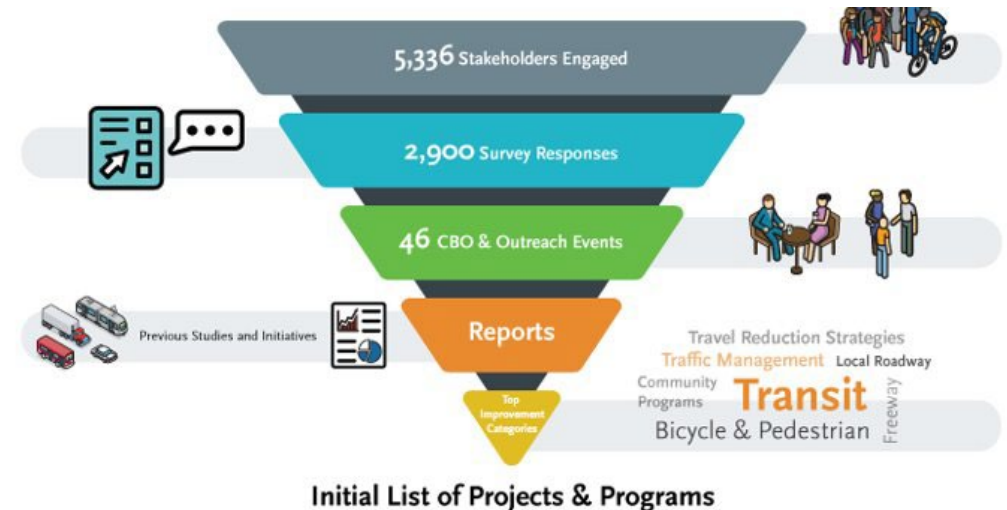 5,336 Stakeholders Engaged
2,900 Survey Responses
46 CBO & Outreach Events
Previous Studies and Initiatives
Reports
Travel Reduction Strategies
Traffic Management Local Roadway
Community
Programs
Transit
Freeway
Bicycle & Pedestrian
Top
Improvement
Categories
Initial List of Projects & Programs